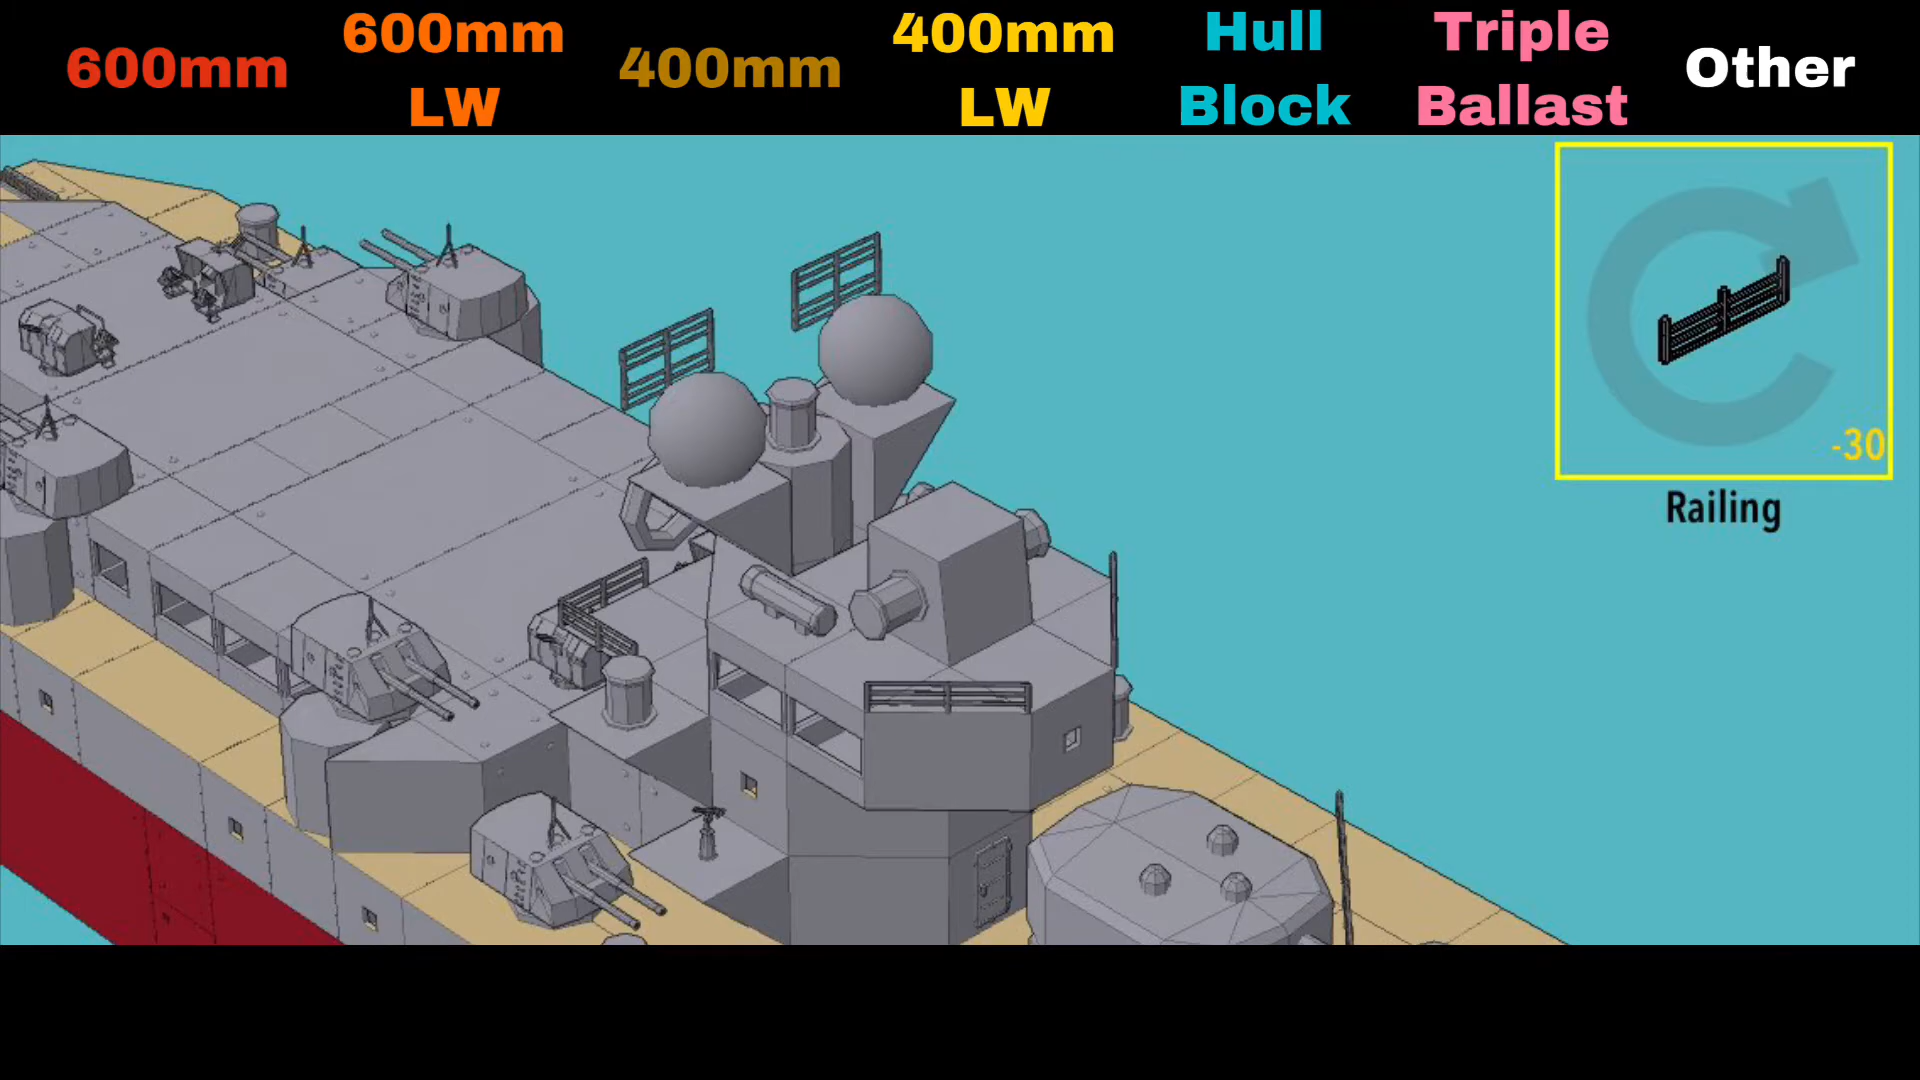 600mm
600mm
LW
400mm
400mm
LW
Hull
Block
Triple
Ballast
Other
-30
Railing